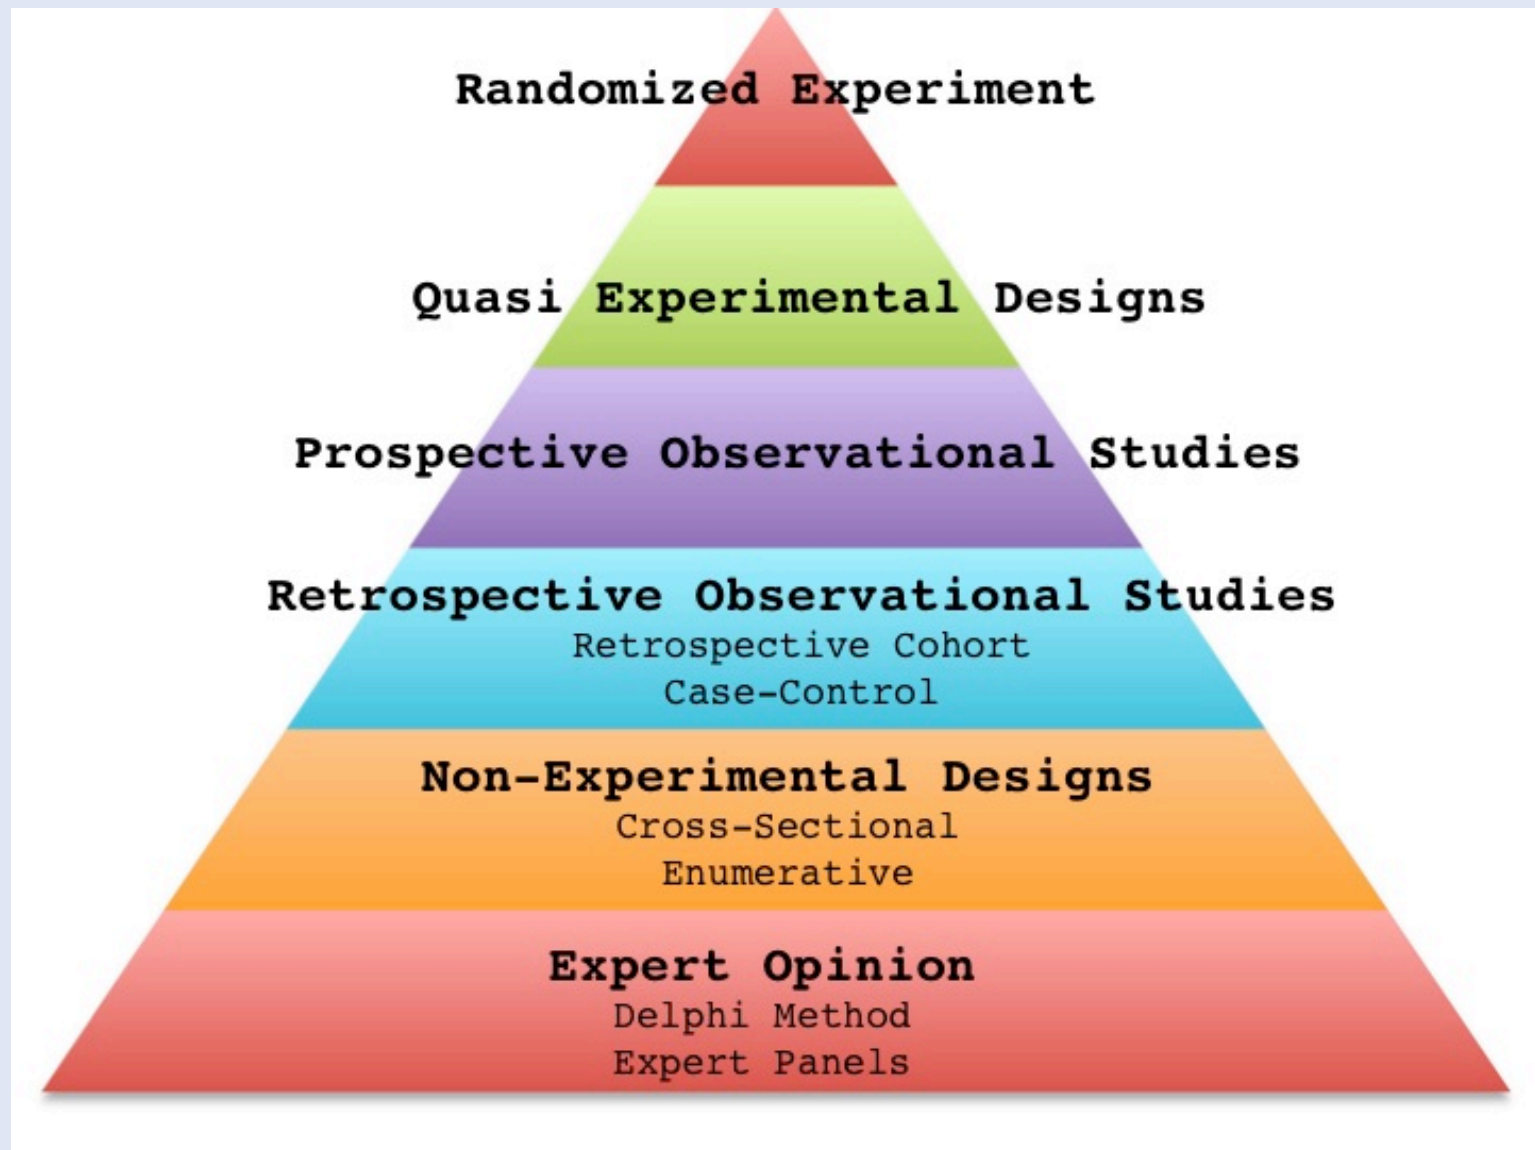 Randomized Experiment
Quasi Experimental Designs
Prospective Observational Studies
Retrospective Observational Studies
Retrospective Cohort
Case-Control
Non-Experimental Designs
Cross-Sectional
Enumerative
Expert Opinion
Delphi Method
Expert Panels